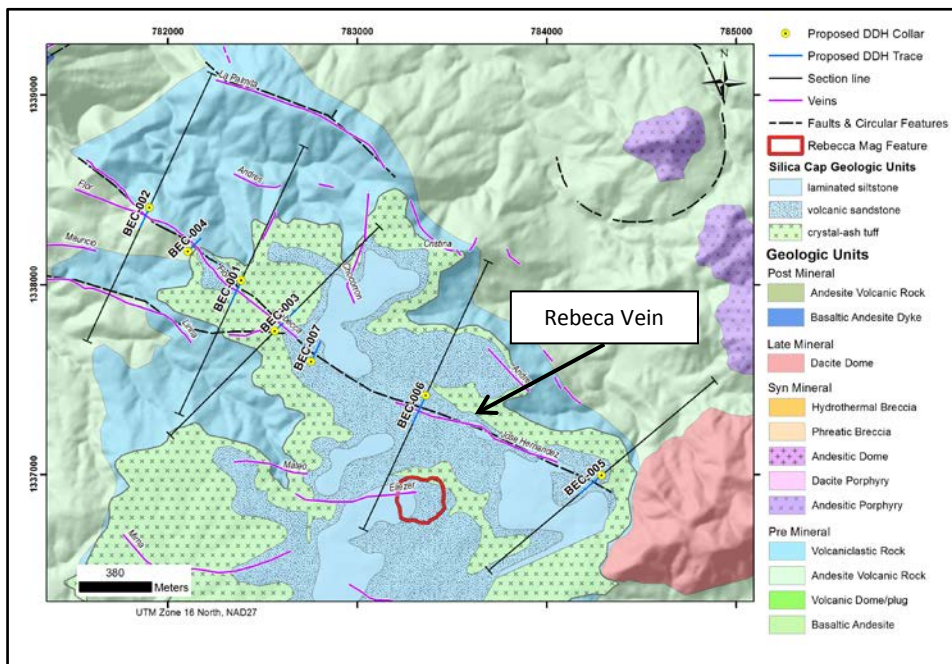 782000
783000
784000
785000
1339000
1338000
1337000
N
La Palmda
Andres
Flor
BEC-002
Mauricio
BEC-004
BEC-001
Cristina
BEC-003
BEC-007
Linda
Rebeca Vein
BEC-006
Jose Hernandez
BEC-005
Mateo
Eliezer
Mima
380
Meters
UTM Zone 16 North, NAD27
Proposed DDH Collar
Proposed DDH Trace
Section line
Veins
Faults & Circular Features
Rebecca Mag Feature
Silica Cap Geologic Units
laminated siltstone
volcanic sandstone
crystal-ash tuff
Geologic Units
Post Mineral
Andesite Volcanic Rock
Basaltic Andesite Dyke
Late Mineral
Dacite Dome
Syn Mineral
Hydrothermal Breccia
Phreatic Breccia
Andesitic Dome
Dacite Porphyry
Andesitic Porphyry
Pre Mineral
Volcaniclastic Rock
Andesite Volcanic Rock
Volcanic Dome/plug
Basaltic Andesite